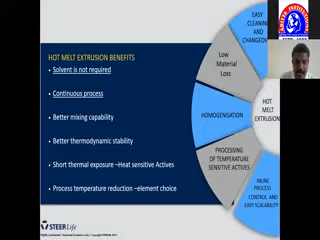 HOT MELT EXTRUSION BENEFITS
• Solvent is not required
• Continuous process
• Better mixing capability
• Better thermodynamic stability
• Short thermal exposure –Heat sensitive Actives
• Process temperature reduction –element choice
EASY
CLEANING
AND
CHANGEOVER
Low
Material
Loss
HOMOGENISATION
PROCESSING
OF TEMPERATURE
SENSITIVE ACTIVES
INLINE
PROCESS
CONTROL AND
EASY SCALABILITY
HOT
MELT
EXTRUSION
STEERLife